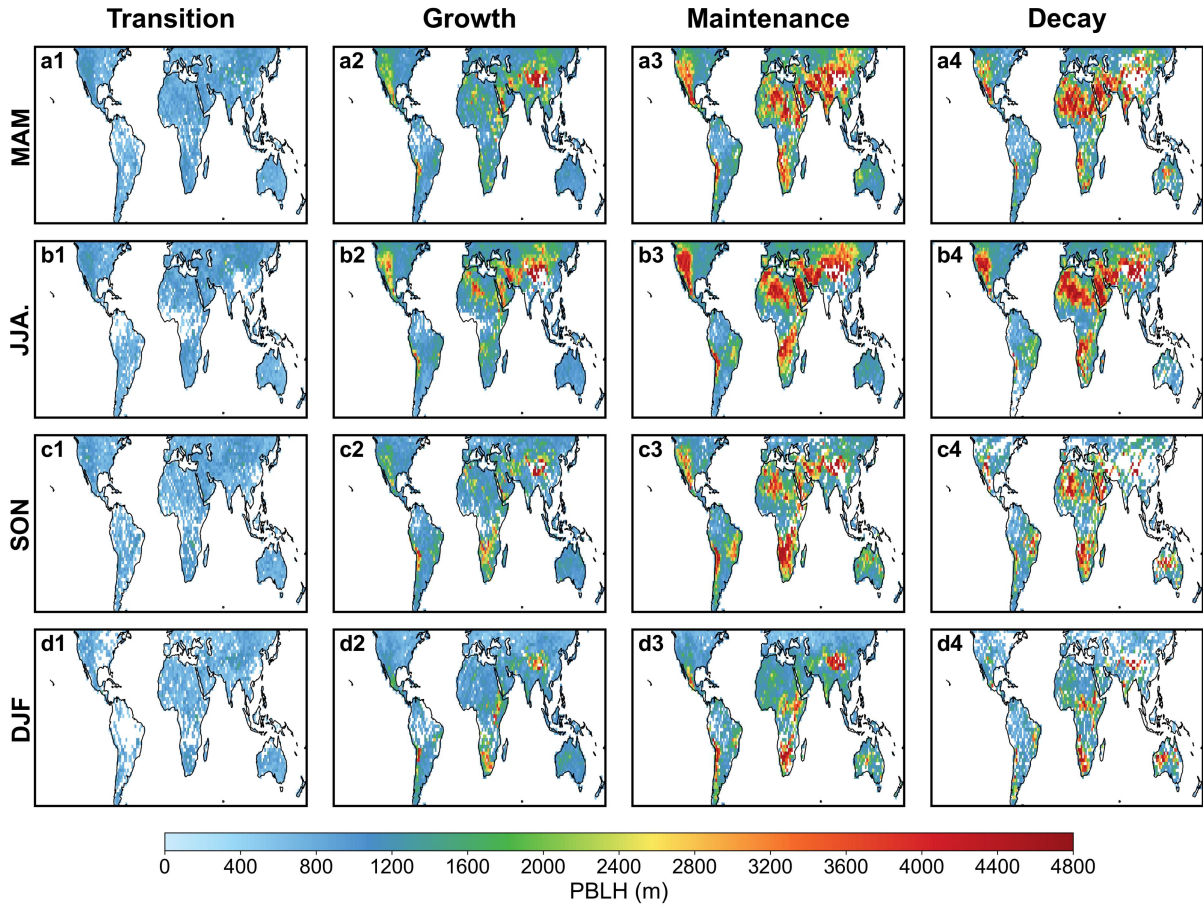 Transition Growth Maintenance Decay
MAM
a1 a2 a3 a4
JJA.
b1 b2 b3 b4
SON
c1 c2 c3 c4
DJF
d1 d2 d3 d4
0 400 800 1200 1600 2000 2400 2800 3200 3600 4000 4400 4800
PBLH (m)